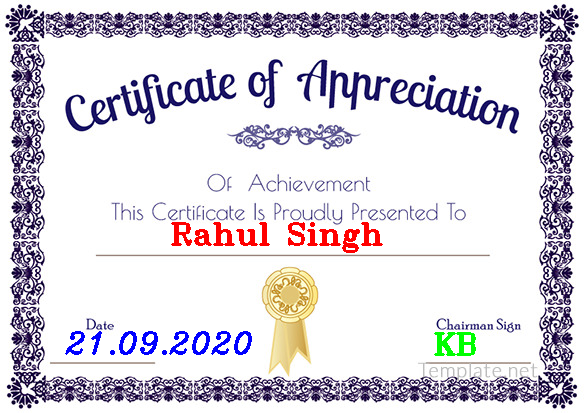 Certificate of Appreciation
Of Achievement
This Certificate Is Proudly Presented To
Rahul Singh
Date
Chairman Sign
21.09.2020
KB
Template.net